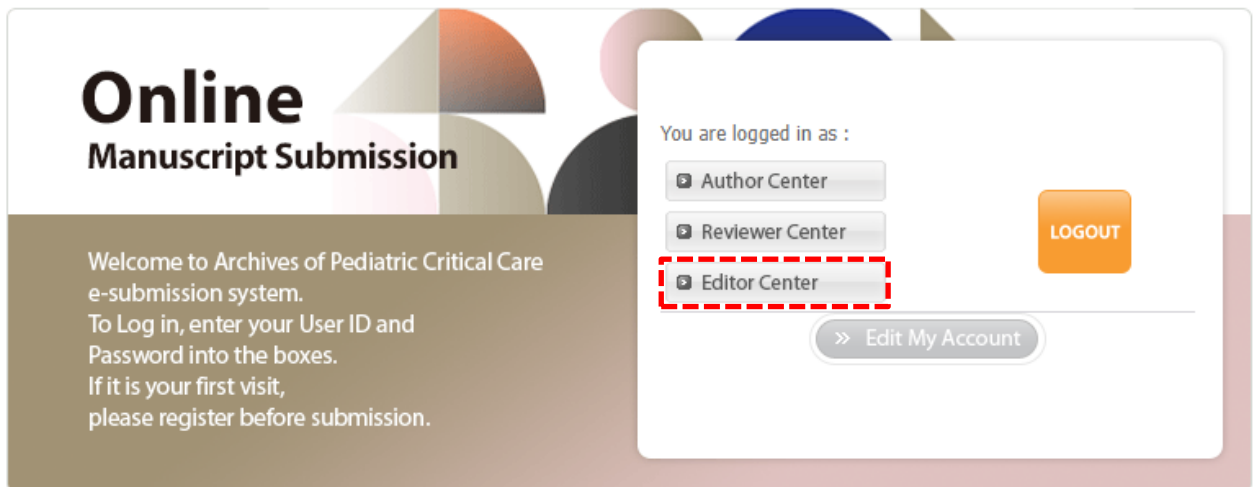 Online
Manuscript Submission
Welcome to Archives of Pediatric Critical Care
e-submission system.
To Log in, enter your User ID and
Password into the boxes.
If it is your first visit,
please register before submission.
You are logged in as :
Author Center
Reviewer Center
Editor Center
LOGOUT
» Edit My Account